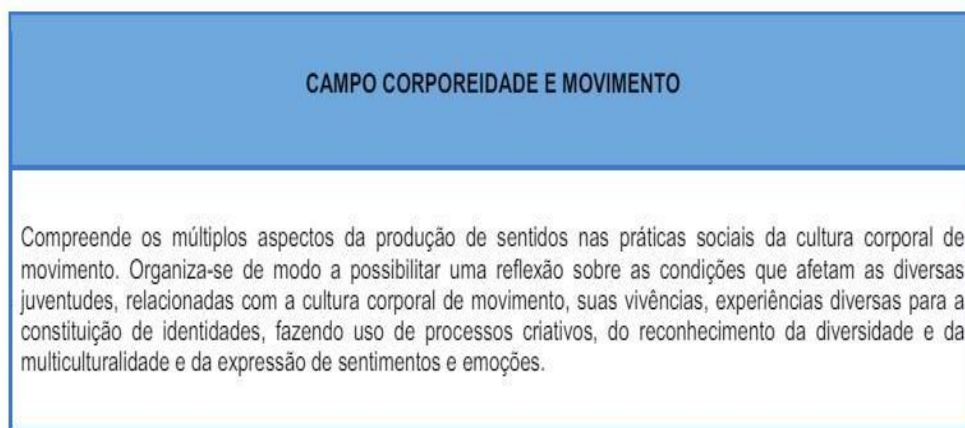 CAMPO CORPOREIDADE E MOVIMENTO
Compreende os múltiplos aspectos da produção de sentidos nas práticas sociais da cultura corporal de
movimento. Organiza-se de modo a possibilitar uma reflexão sobre as condições que afetam as diversas
juventudes, relacionadas com a cultura corporal de movimento, suas vivências, experiências diversas para a
constituição de identidades, fazendo uso de processos criativos, do reconhecimento da diversidade e da
multiculturalidade e da expressão de sentimentos e emoções.